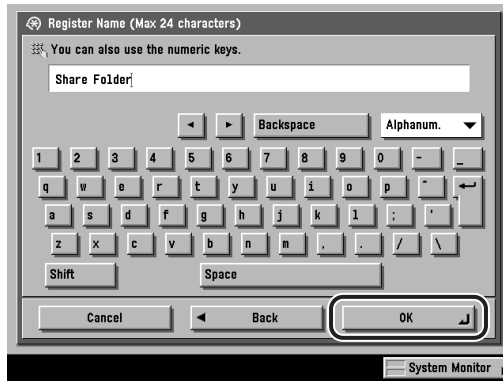 Register Name (Max 24 characters)
You can also use the numeric keys.
Share Folder
◄ ► Backspace Alphanum. ▼
1 2 3 4 5 6 7 8 9 0 - _
q w e r t y u i o p ~ ↵
a s d f g h j k l ; '
z x c v b n m , . / \
Shift Space
Cancel ◄ Back OK
System Monitor